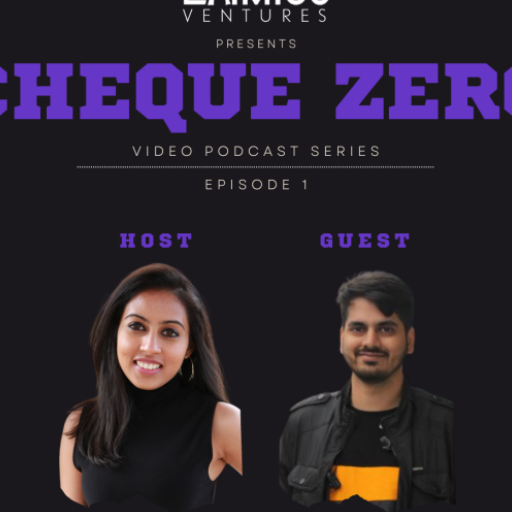 VENTURES
PRESENTS
CHEQUE ZERO
VIDEO PODCAST SERIES
EPISODE 1
HOST
GUEST